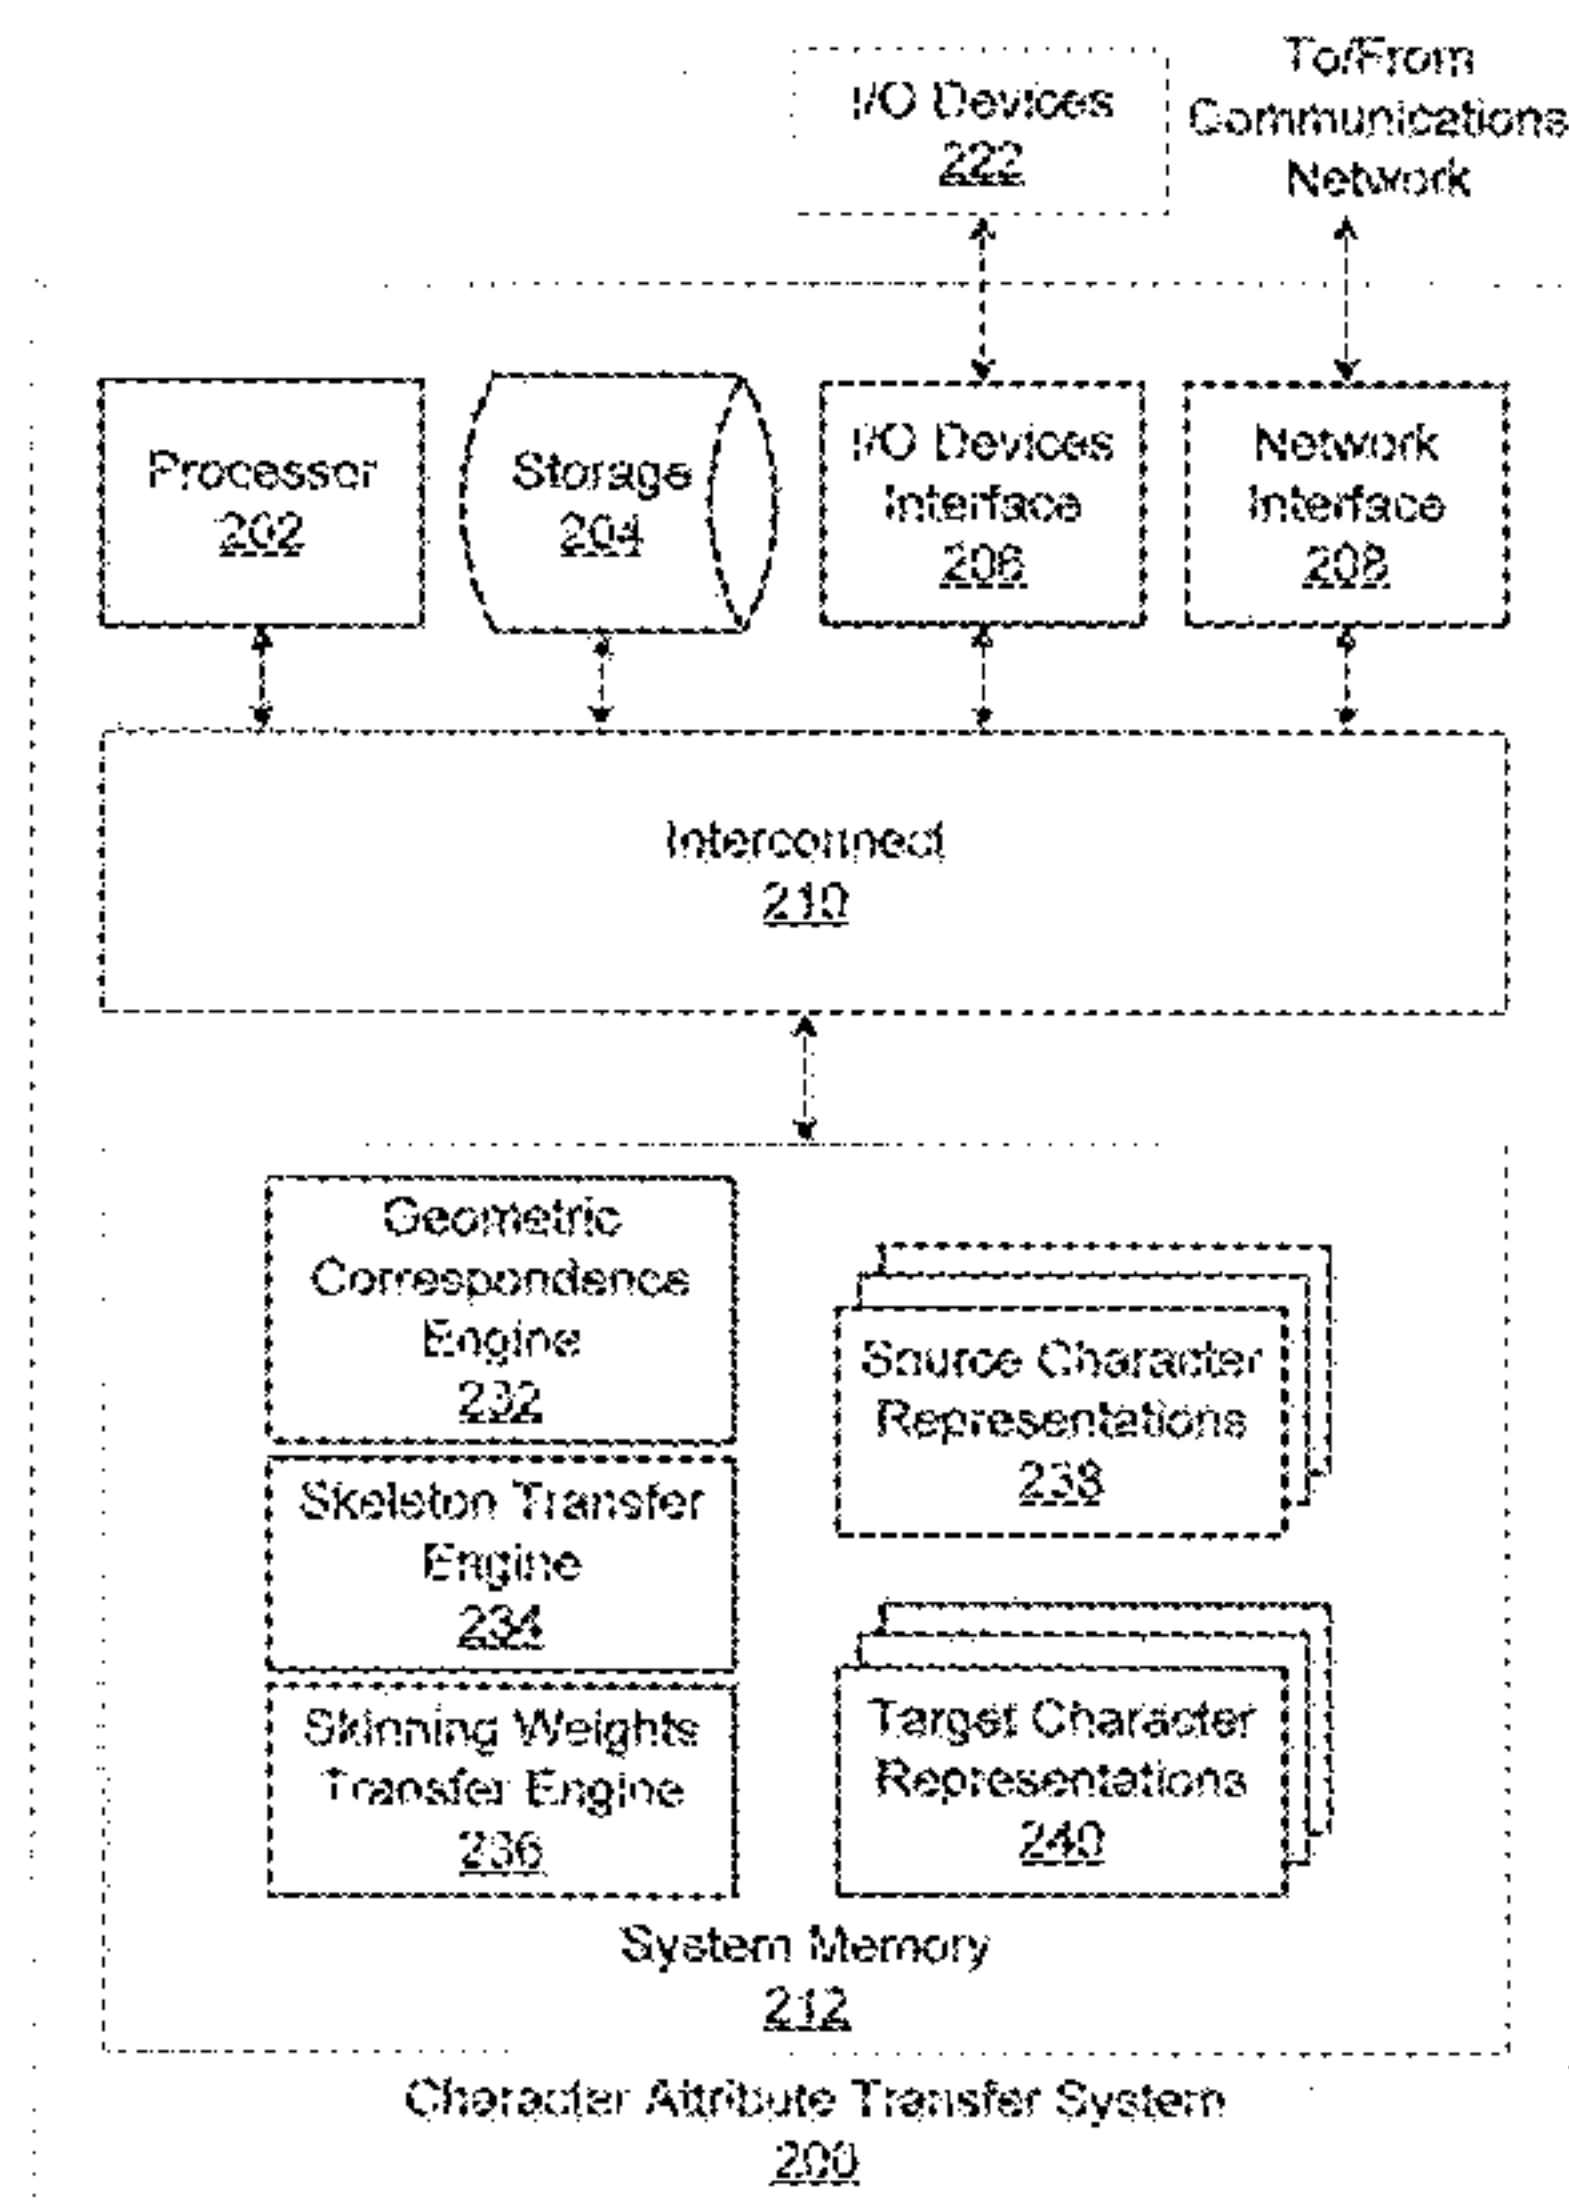 I/O Devices
222
To/From
Communications
Network
Processor
202
Storage
204
I/O Devices
Interface
206
Network
Interface
208
Interconnect
210
Geometric
Correspondence
Engine
232
Skeleton Transfer
Engine
234
Skinning Weights
Transfer Engine
236
Source Character
Representations
238
Target Character
Representations
240
System Memory
212
Character Attribute Transfer System
200